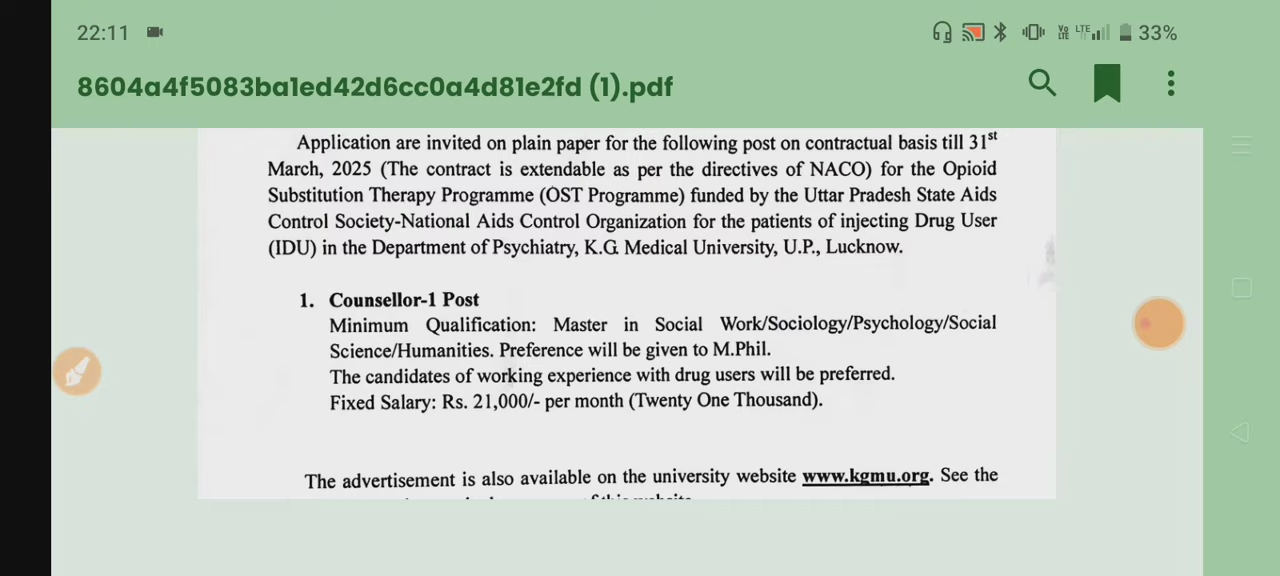 22:11
Vo LTE LTE 33%
8604a4f5083ba1ed42d6cc0a4d81e2fd (1).pdf
Application are invited on plain paper for the following post on contractual basis till 31st
March, 2025 (The contract is extendable as per the directives of NACO) for the Opioid
Substitution Therapy Programme (OST Programme) funded by the Uttar Pradesh State Aids
Control Society-National Aids Control Organization for the patients of injecting Drug User
(IDU) in the Department of Psychiatry, K.G. Medical University, U.P., Lucknow.
1. Counsellor-1 Post
Minimum Qualification: Master in Social Work/Sociology/Psychology/Social
Science/Humanities. Preference will be given to M.Phil.
The candidates of working experience with drug users will be preferred.
Fixed Salary: Rs. 21,000/- per month (Twenty One Thousand).
The advertisement is also available on the university website www.kgmu.org. See the
of this website